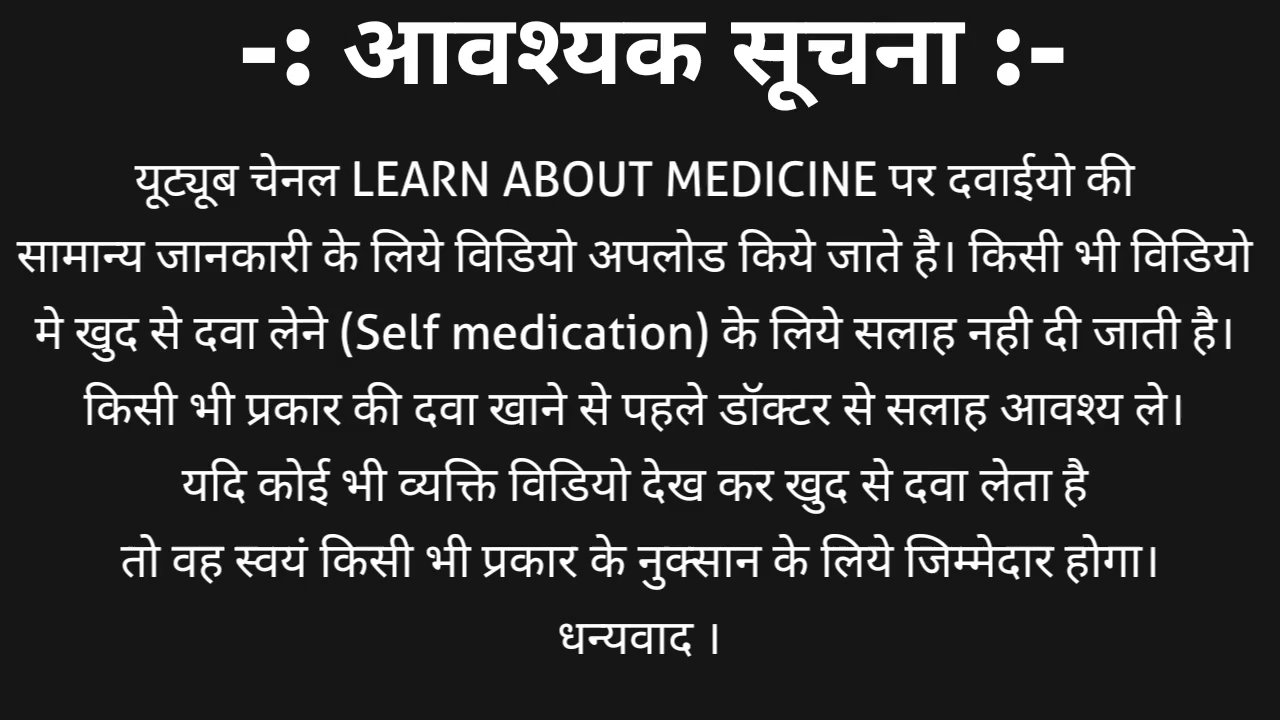 -: आवश्यक सूचना :-
यूट्यूब चेनल LEARN ABOUT MEDICINE पर दवाईयो की
सामान्य जानकारी के लिये विडियो अपलोड किये जाते है। किसी भी विडियो
मे खुद से दवा लेने (Self medication) के लिये सलाह नही दी जाती है।
किसी भी प्रकार की दवा खाने से पहले डॉक्टर से सलाह आवश्य ले।
यदि कोई भी व्यक्ति विडियो देख कर खुद से दवा लेता है
तो वह स्वयं किसी भी प्रकार के नुक्सान के लिये जिम्मेदार होगा।
धन्यवाद ।